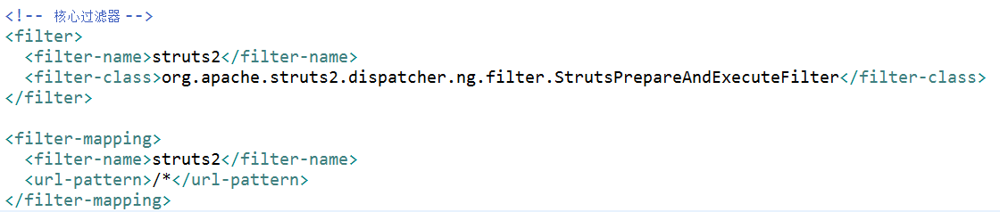 <!-- 核心过滤器 -->
<filter>
  <filter-name>struts2</filter-name>
  <filter-class>org.apache.struts2.dispatcher.ng.filter.StrutsPrepareAndExecuteFilter</filter-class>
</filter>

<filter-mapping>
  <filter-name>struts2</filter-name>
  <url-pattern>/*</url-pattern>
</filter-mapping>